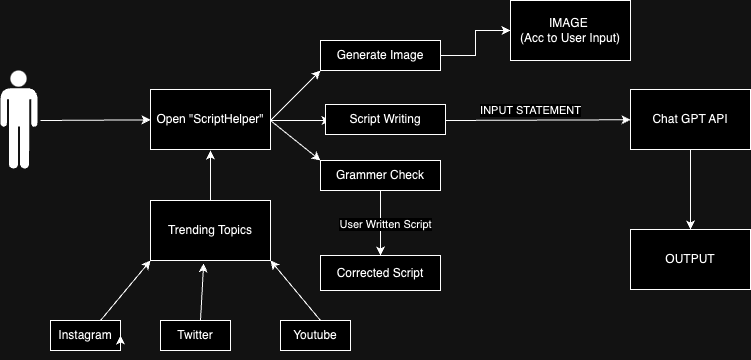 IMAGE
(Acc to User Input)
Generate Image
Open "ScriptHelper"
Script Writing
INPUT STATEMENT
Chat GPT API
Grammer Check
User Written Script
Trending Topics
Corrected Script
OUTPUT
Instagram
Twitter
Youtube